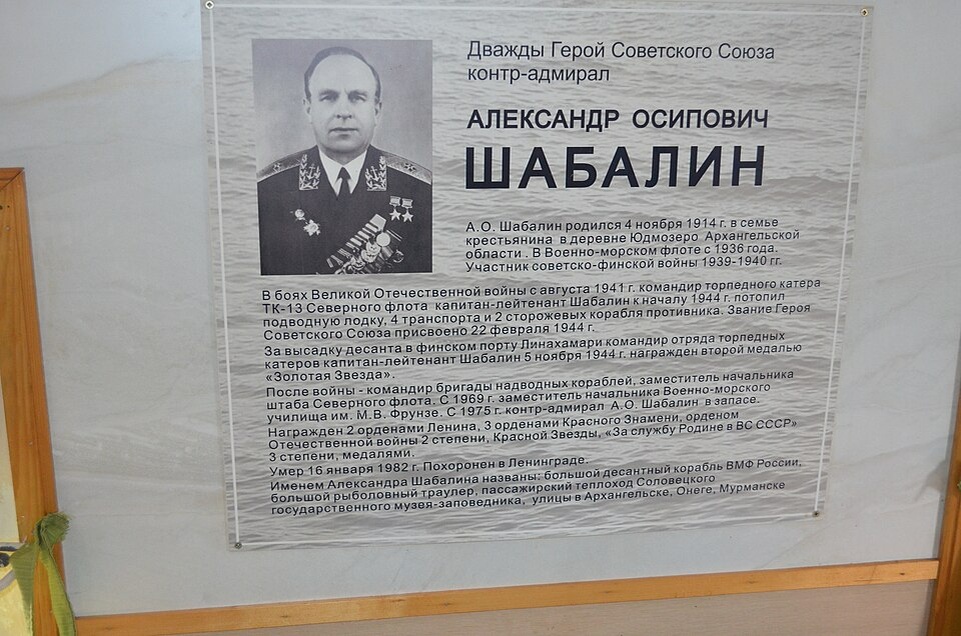 Дважды Герой Советского Союза
контр-адмирал
АЛЕКСАНДР ОСИПОВИЧ
ШАБАЛИН
А.О. Шабалин родился 4 ноября 1914 г. в семье
крестьянина в деревне Юдмозеро Архангельской
области . В Военно-морском флоте с 1936 года.
Участник советско-финской войны 1939-1940 гг.
В боях Великой Отечественной войны с августа 1941 г. командир торпедного катера
ТК-13 Северного флота капитан-лейтенант Шабалин к началу 1944 г. потопил
подводную лодку, 4 транспорта и 2 сторожевых корабля противника. Звание Героя
Советского Союза присвоено 22 февраля 1944 г.
За высадку десанта в финском порту Линахамари командир отряда торпедных
катеров капитан-лейтенант Шабалин 5 ноября 1944 г. награжден второй медалью
«Золотая Звезда».
После войны - командир бригады надводных кораблей, заместитель начальника
штаба Северного флота. С 1969 г. заместитель начальника Военно-морского
училища им. М.В. Фрунзе. С 1975 г. контр-адмирал А.О. Шабалин в запасе.
Награжден 2 орденами Ленина, 3 орденами Красного Знамени, орденом
Отечественной войны 2 степени, Красной Звезды, «За службу Родине в ВС СССР»
3 степени, медалями.
Умер 16 января 1982 г. Похоронен в Ленинграде.
Именем Александра Шабалина названы: большой десантный корабль ВМФ России,
большой рыболовный траулер, пассажирский теплоход Соловецкого
государственного музея-заповедника, улицы в Архангельске, Онеге, Мурманске